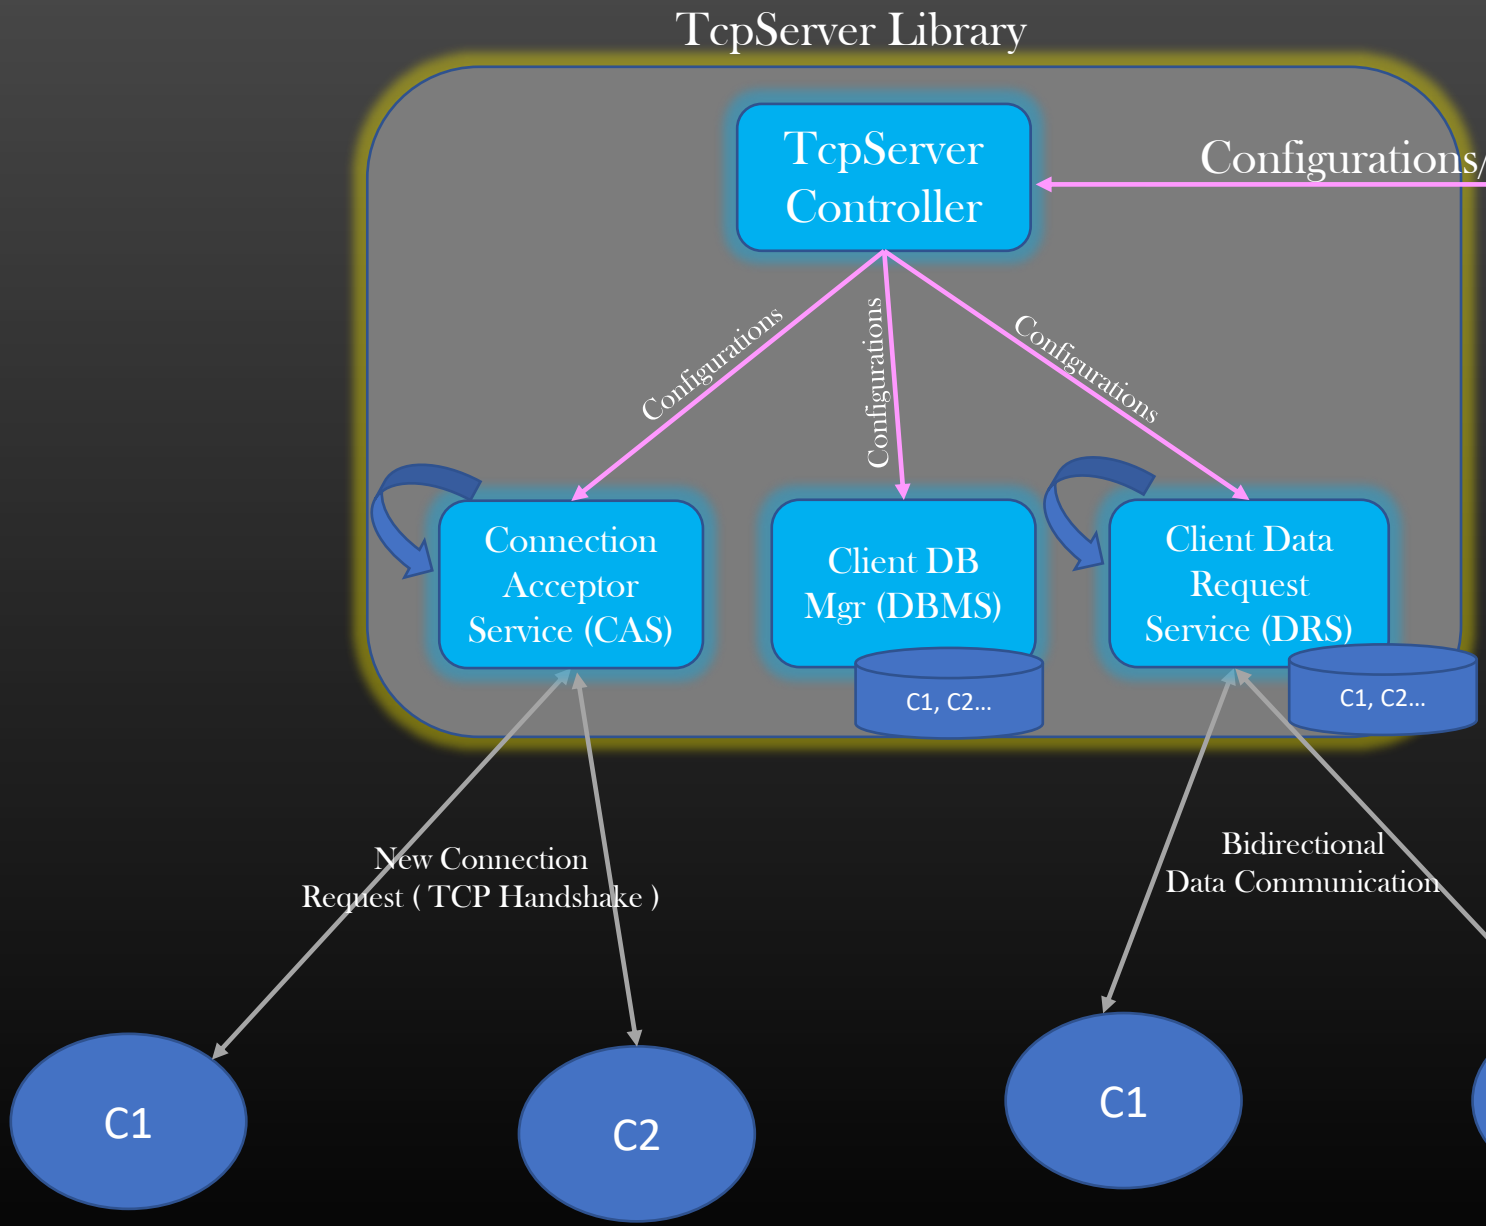 TcpServer Library
TcpServer
Controller
Configurations/
Configurations
Configurations
Configurations
Connection
Acceptor
Service (CAS)
Client DB
Mgr (DBMS)
Client Data
Request
Service (DRS)
C1, C2...
C1, C2...
New Connection
Request ( TCP Handshake )
Bidirectional
Data Communication
C1
C2
C1